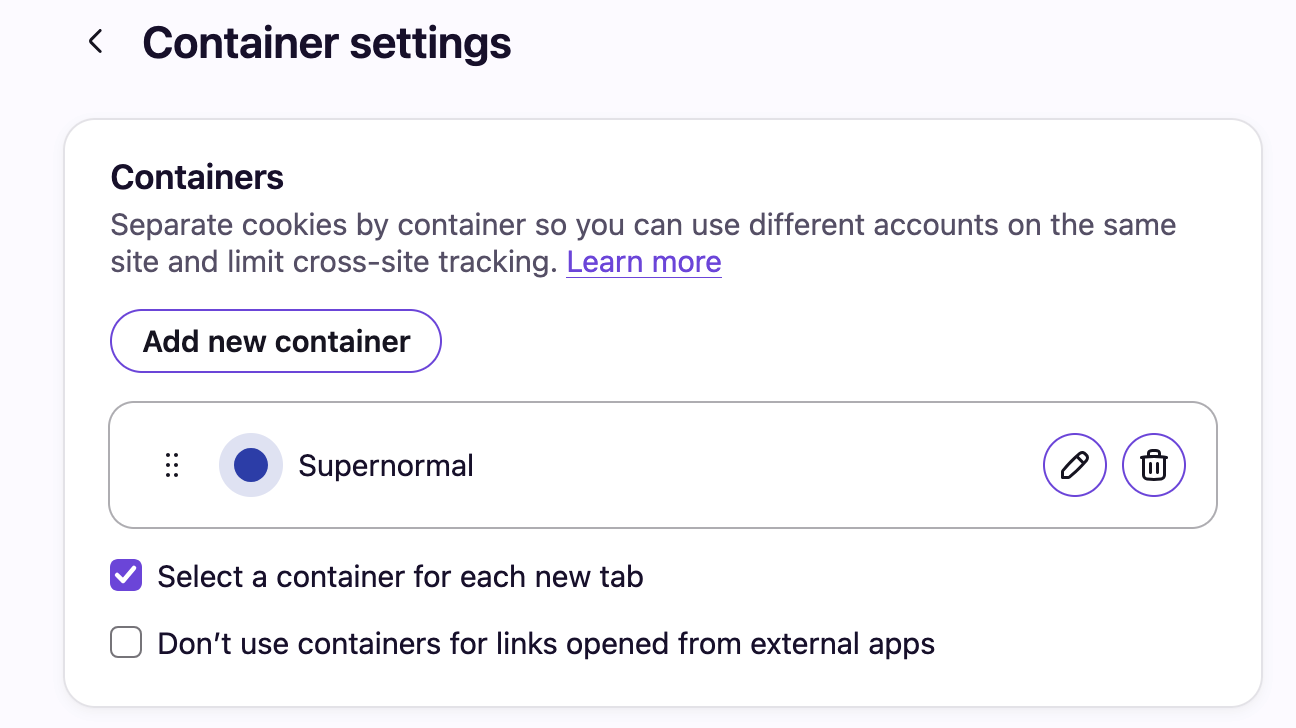 Container settings
Containers
Separate cookies by container so you can use different accounts on the same
site and limit cross-site tracking. Learn more
Add new container
Supernormal
Select a container for each new tab
Don’t use containers for links opened from external apps